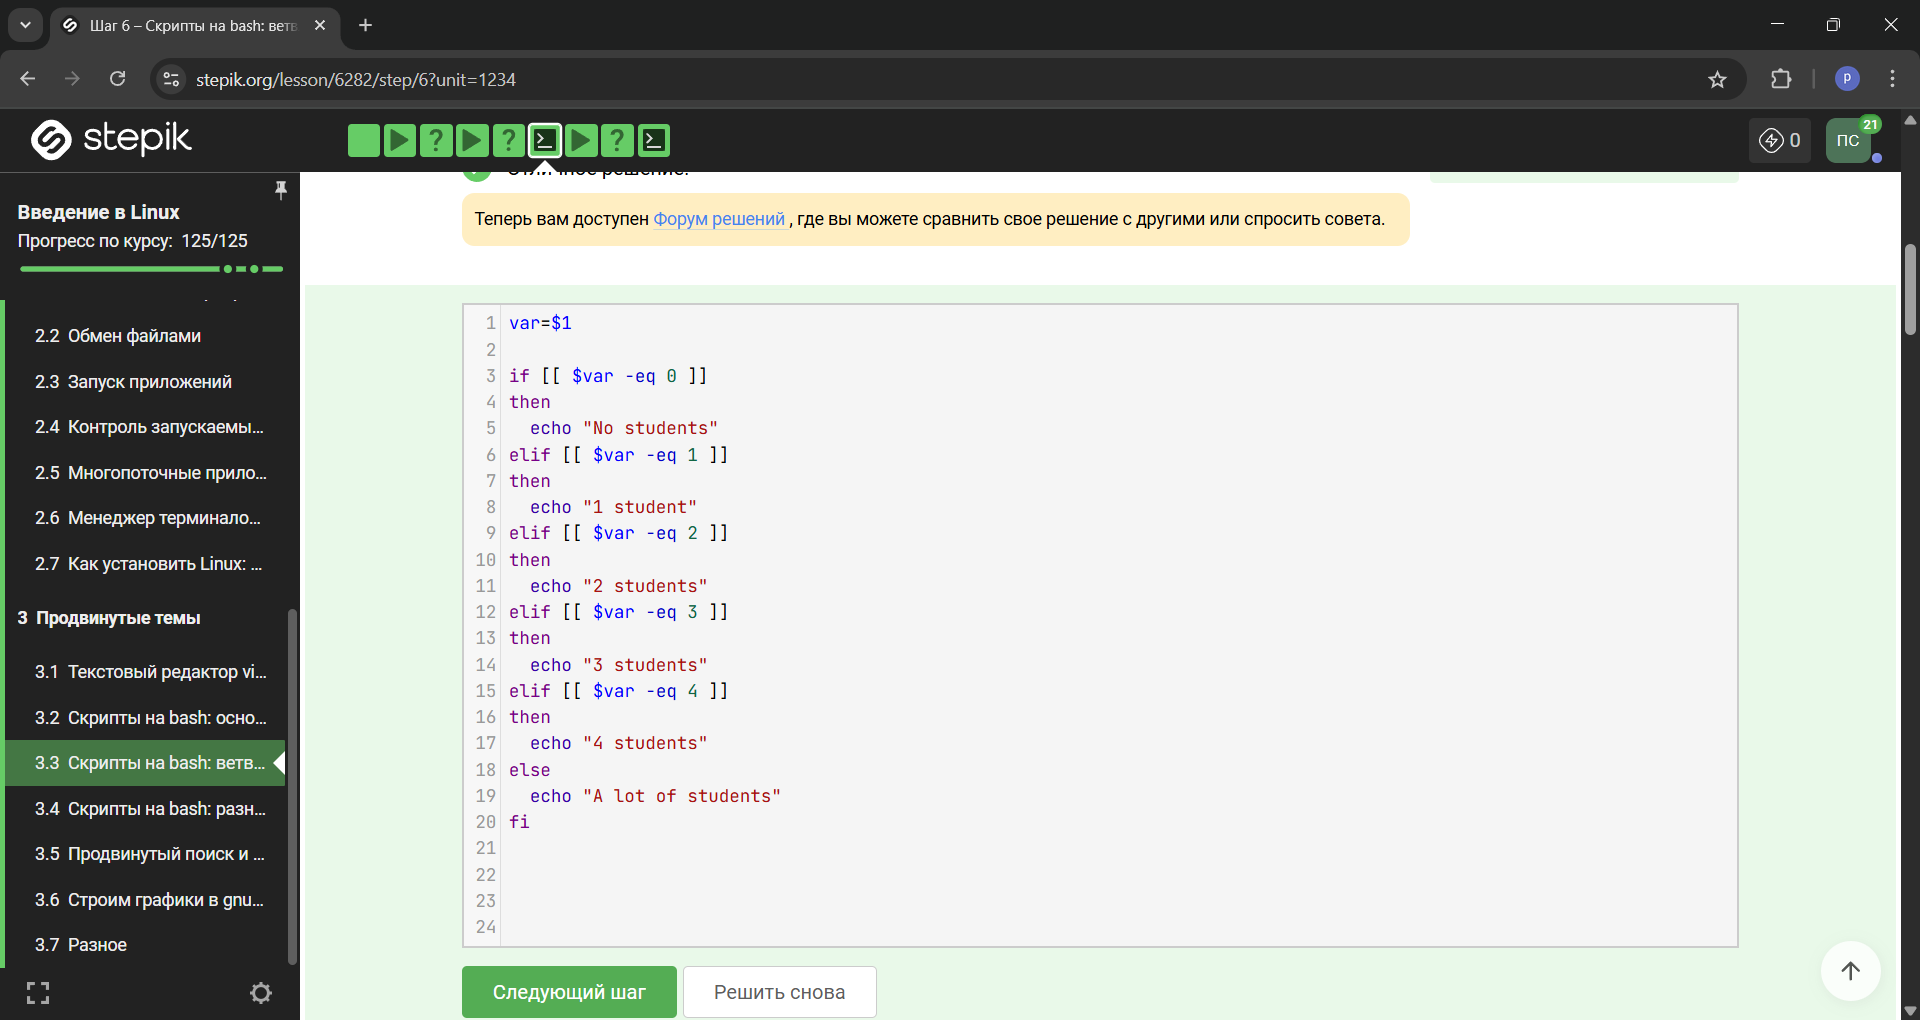 Шаг 6 – Скрипты на bash: ветв
stepik.org/lesson/6282/step/6?unit=1234
P
stepik
? ? ?
0
ПС
21
Введение в Linux
Прогресс по курсу: 125/125
2.2 Обмен файлами
2.3 Запуск приложений
2.4 Контроль запускаемы...
2.5 Многопоточные прило...
2.6 Менеджер терминало...
2.7 Как установить Linux: ...
3 Продвинутые темы
3.1 Текстовый редактор vi...
3.2 Скрипты на bash: осно...
3.3 Скрипты на bash: ветв...
3.4 Скрипты на bash: разн...
3.5 Продвинутый поиск и ...
3.6 Строим графики в gnu...
3.7 Разное
Отличное решение!
Теперь вам доступен Форум решений , где вы можете сравнить свое решение с другими или спросить совета.
1 var=$1
2
3 if [[ $var -eq 0 ]]
4 then
5   echo "No students"
6 elif [[ $var -eq 1 ]]
7 then
8   echo "1 student"
9 elif [[ $var -eq 2 ]]
10 then
11   echo "2 students"
12 elif [[ $var -eq 3 ]]
13 then
14   echo "3 students"
15 elif [[ $var -eq 4 ]]
16 then
17   echo "4 students"
18 else
19   echo "A lot of students"
20 fi
21
22
23
24
Следующий шаг
Решить снова